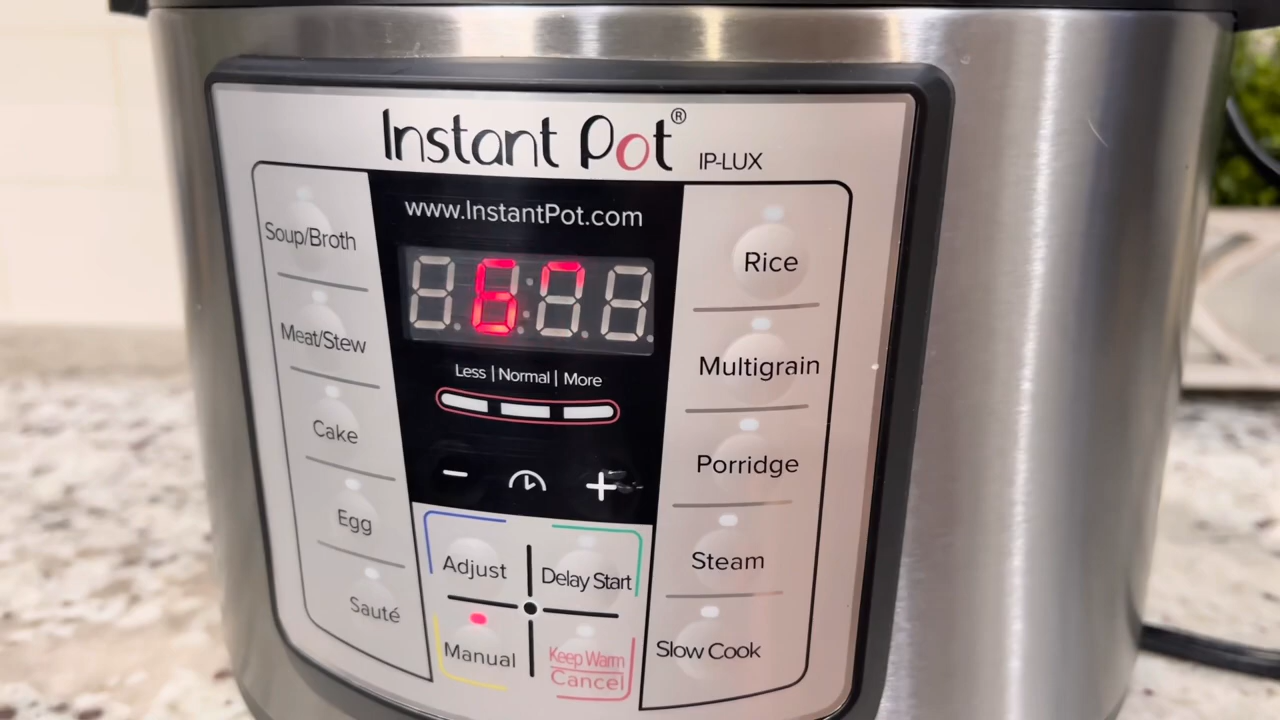 Instant Pot® IP-LUX
www.InstantPot.com
Less | Normal | More
Soup/Broth
Meat/Stew
Cake
Egg
Sauté
Adjust
Delay Start
Manual
Keep Warm
Cancel
Rice
Multigrain
Porridge
Steam
Slow Cook